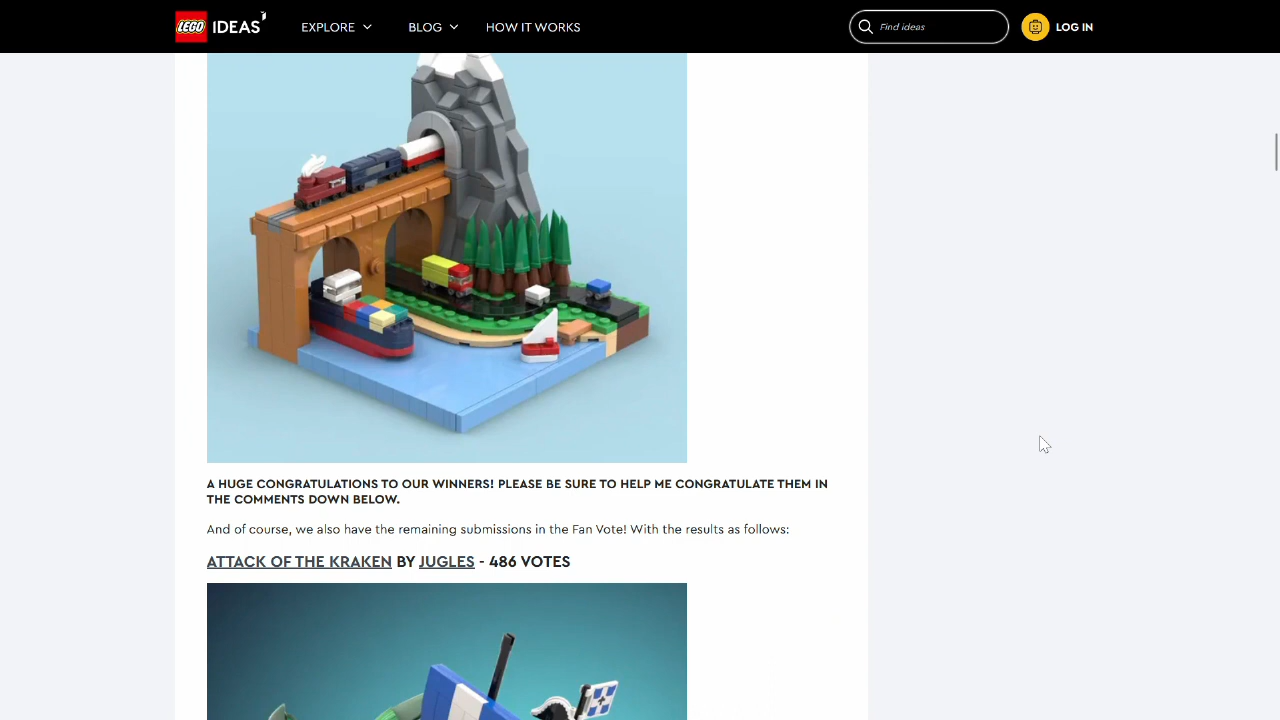 LEGO IDEAS EXPLORE BLOG HOW IT WORKS Find ideas LOG IN
A HUGE CONGRATULATIONS TO OUR WINNERS! PLEASE BE SURE TO HELP ME CONGRATULATE THEM IN
THE COMMENTS DOWN BELOW.
And of course, we also have the remaining submissions in the Fan Vote! With the results as follows:
ATTACK OF THE KRAKEN BY JUGLES - 486 VOTES